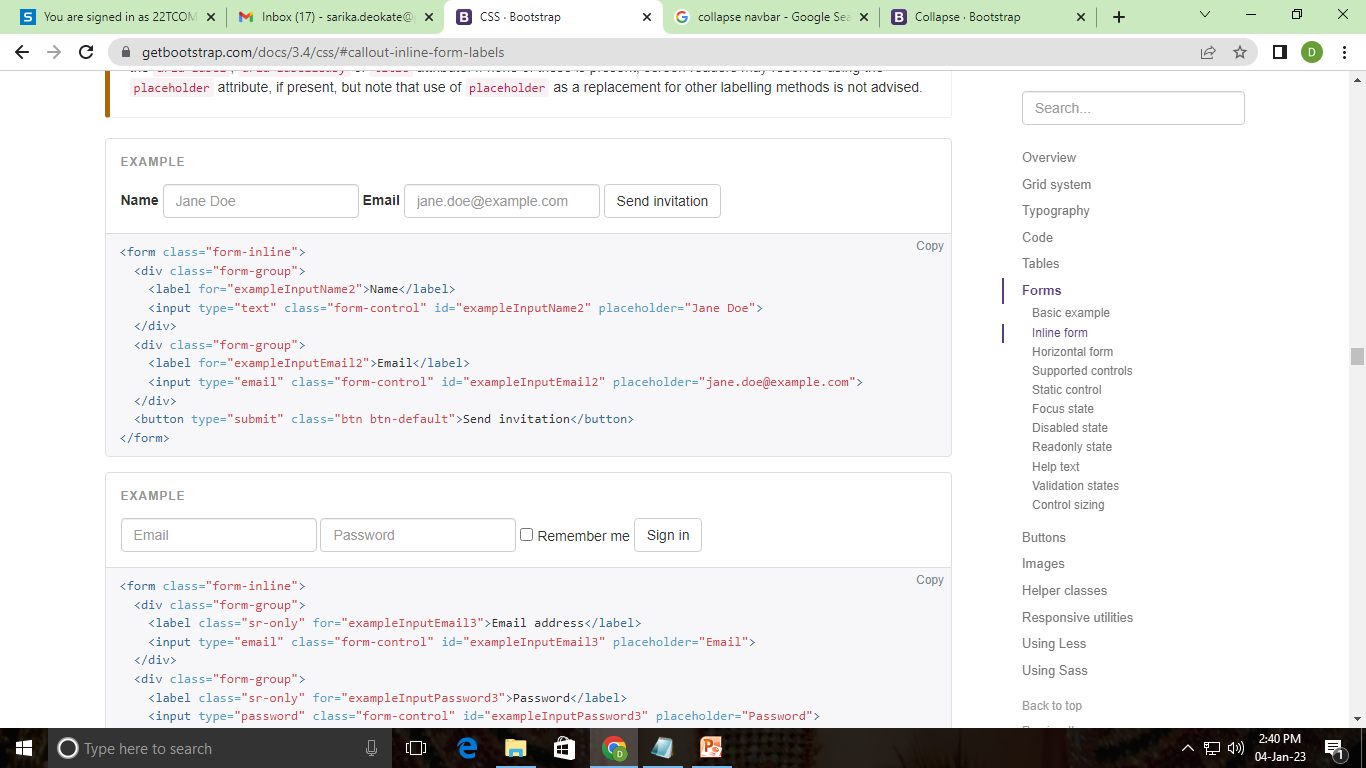 You are signed in as 22TCOM
Inbox (17) - sarika.deokate@
CSS · Bootstrap
collapse navbar - Google Sea
Collapse · Bootstrap
getbootstrap.com/docs/3.4/css/#callout-inline-form-labels
D
placeholder attribute, if present, but note that use of placeholder as a replacement for other labelling methods is not advised.
EXAMPLE
Name Jane Doe Email jane.doe@example.com Send invitation
Copy
<form class="form-inline">
<div class="form-group">
<label for="exampleInputName2">Name</label>
<input type="text" class="form-control" id="exampleInputName2" placeholder="Jane Doe">
</div>
<div class="form-group">
<label for="exampleInputEmail2">Email</label>
<input type="email" class="form-control" id="exampleInputEmail2" placeholder="jane.doe@example.com">
</div>
<button type="submit" class="btn btn-default">Send invitation</button>
</form>
EXAMPLE
Email Password Remember me Sign in
Copy
<form class="form-inline">
<div class="form-group">
<label class="sr-only" for="exampleInputEmail3">Email address</label>
<input type="email" class="form-control" id="exampleInputEmail3" placeholder="Email">
</div>
<div class="form-group">
<label class="sr-only" for="exampleInputPassword3">Password</label>
<input type="password" class="form-control" id="exampleInputPassword3" placeholder="Password">
Search...
Overview
Grid system
Typography
Code
Tables
Forms
Basic example
Inline form
Horizontal form
Supported controls
Static control
Focus state
Disabled state
Readonly state
Help text
Validation states
Control sizing
Buttons
Images
Helper classes
Responsive utilities
Using Less
Using Sass
Back to top
Type here to search
2:40 PM
04-Jan-23
1